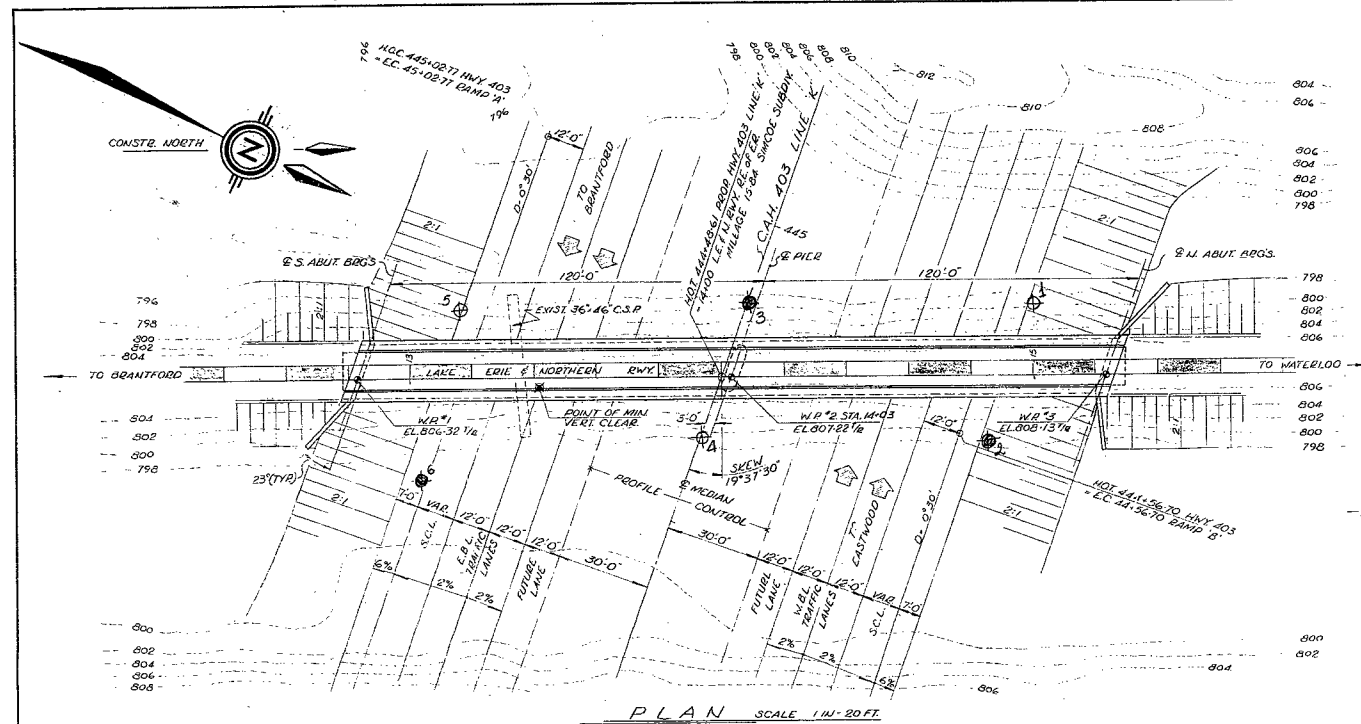 H.O.C. 445+02·77 HWY. 403
= E.C. 45+02·77 RAMP 'A'
796
796
798
800
802
804
806
808
810
812
810
808
804
806
806
804
802
800
798
CONSTR. NORTH
N
12'-0"
D=0°30'
TO
BRANTFORD
H.O.T. 444+48·61 PROP. HWY. 403 LINE 'K'
= 14+00 L.E. & N. RWY. R.E. of E.R.
MILEAGE 15·84 SIMCOE SUBDIV.
C.A.H. 403 LINE 'K'
445
℄ PIER
2:1
2:1
℄ S. ABUT. BRG'S.
120'-0"
120'-0"
℄ N. ABUT. BRG'S.
5
3
1
EXIST. 36"x46" C.S.P.
796
798
800
802
804
2:1
798
800
802
804
806
TO BRANTFORD
13
LAKE ERIE & NORTHERN RWY.
15
TO WATERLOO
W.P. #1
EL. 806·32 T/R
POINT OF MIN.
VERT. CLEAR.
3'-0"
W.P. #2 STA. 14+03
EL. 807·22 T/R
W.P. #3
EL. 808·13 T/R
804
802
800
798
806
804
802
800
798
2:1
23° (TYP.)
6
4
2
12'-0"
SKEW
19°37'30"
℄ MEDIAN
PROFILE CONTROL
TO
EASTWOOD
D=0°30'
H.O.T. 444+56·70 HWY 403
= E.C. 44+56·70 RAMP 'B'
2:1
2:1
7'-0" VAR. 12'-0" 12'-0" 12'-0" 30'-0"
S.C.L.
E.B.L.
TRAFFIC
LANES
FUTURE
LANE
6% 2% 2%
30'-0" 12'-0" 12'-0" 12'-0" VAR. 7'-0"
FUTURE
LANE
W.B.L.
TRAFFIC
LANES
S.C.L.
2% 2% 6%
800
802
804
806
808
800
802
804
806
PLAN SCALE 1 IN = 20 FT.